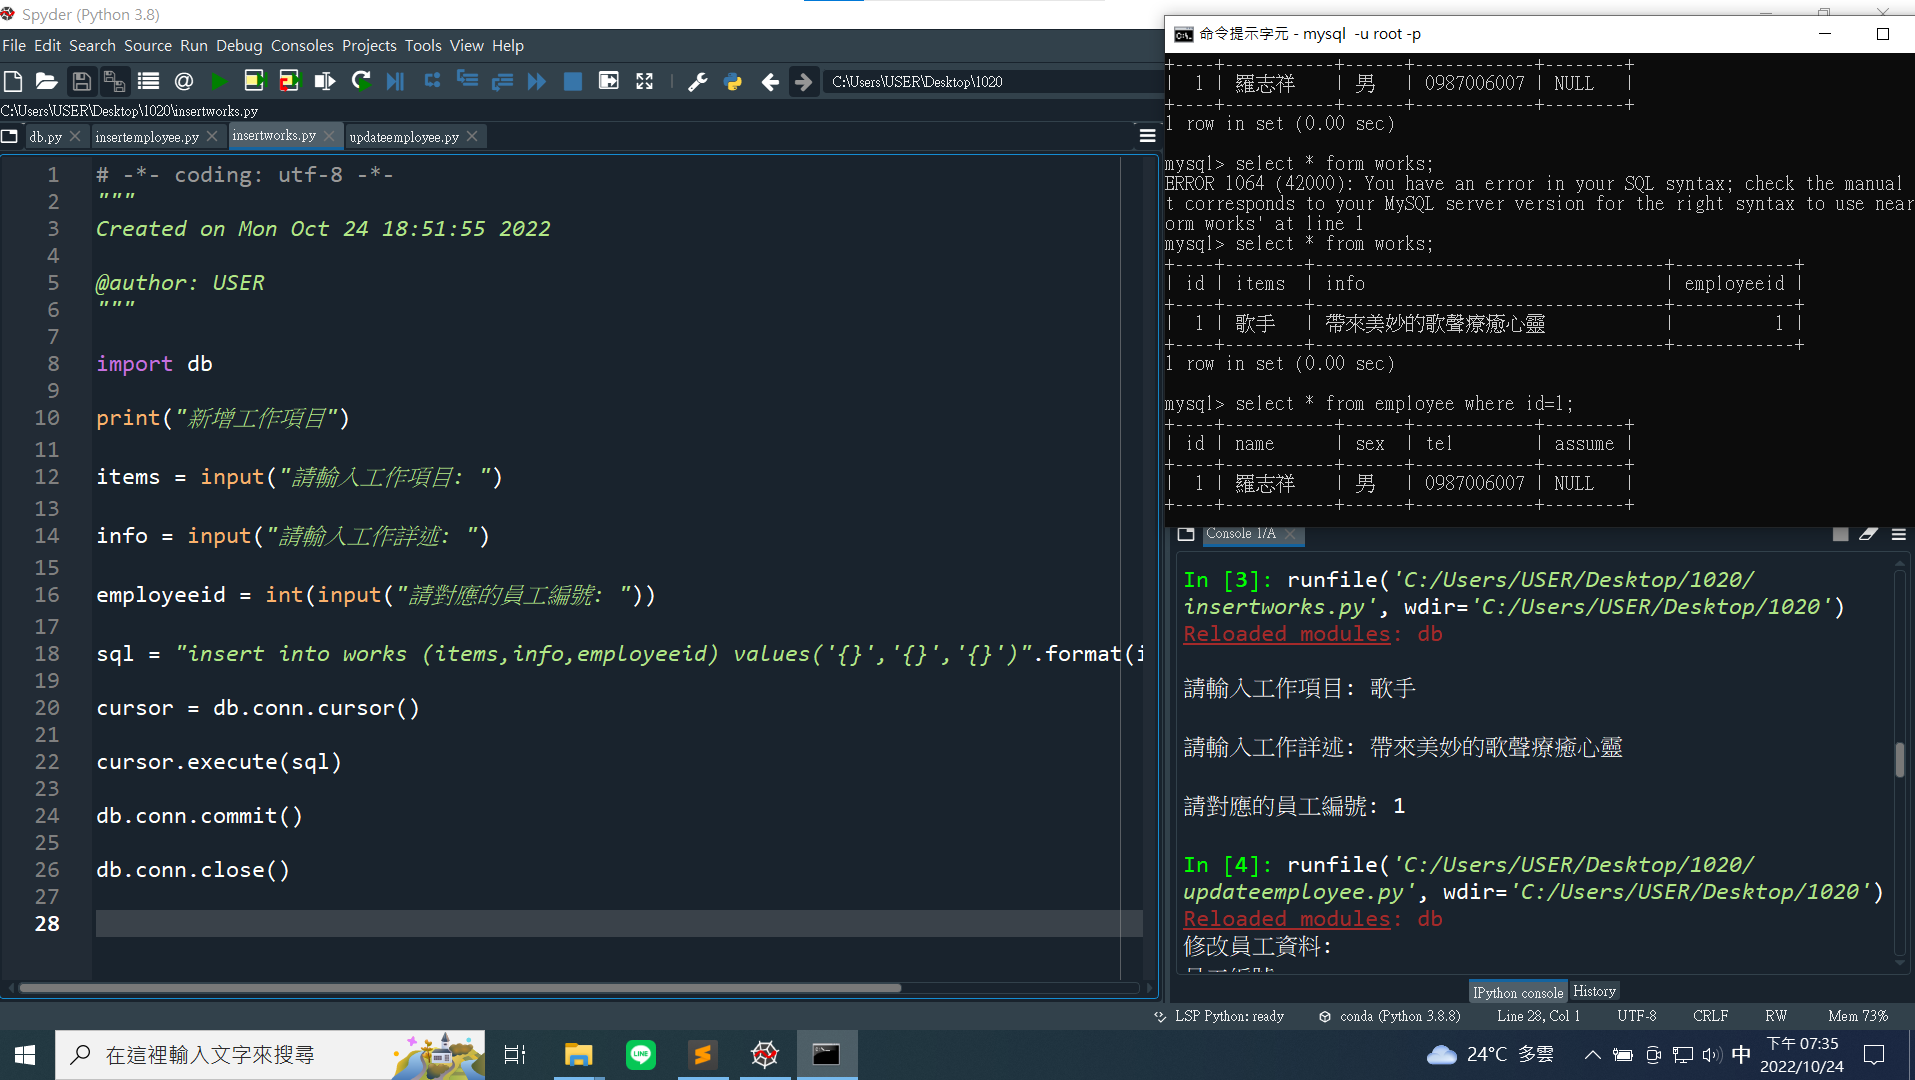 Spyder (Python 3.8)
File Edit Search Source Run Debug Consoles Projects Tools View Help
C:\Users\USER\Desktop\1020
C:\Users\USER\Desktop\1020\insertworks.py
db.py insertemployee.py insertworks.py updateemployee.py
1 # -*- coding: utf-8 -*-
2 """
3 Created on Mon Oct 24 18:51:55 2022
4
5 @author: USER
6 """
7
8 import db
9
10 print("新增工作項目")
11
12 items = input("請輸入工作項目: ")
13
14 info = input("請輸入工作詳述: ")
15
16 employeeid = int(input("請對應的員工編號: "))
17
18 sql = "insert into works (items,info,employeeid) values('{}','{}','{}')".format(i
19
20 cursor = db.conn.cursor()
21
22 cursor.execute(sql)
23
24 db.conn.commit()
25
26 db.conn.close()
27
28
命令提示字元 - mysql  -u root -p
+----+-----------+------+------------+--------+
|  1 | 羅志祥    | 男   | 0987006007 | NULL   |
+----+-----------+------+------------+--------+
1 row in set (0.00 sec)
mysql> select * form works;
ERROR 1064 (42000): You have an error in your SQL syntax; check the manual
t corresponds to your MySQL server version for the right syntax to use near
orm works' at line 1
mysql> select * from works;
+----+--------+-----------------------------------+------------+
| id | items  | info                              | employeeid |
+----+--------+-----------------------------------+------------+
|  1 | 歌手   | 帶來美妙的歌聲療癒心靈            |          1 |
+----+--------+-----------------------------------+------------+
1 row in set (0.00 sec)
mysql> select * from employee where id=1;
+----+-----------+------+------------+--------+
| id | name      | sex  | tel        | assume |
+----+-----------+------+------------+--------+
|  1 | 羅志祥    | 男   | 0987006007 | NULL   |
+----+-----------+------+------------+--------+
Console 1/A
In [3]: runfile('C:/Users/USER/Desktop/1020/
insertworks.py', wdir='C:/Users/USER/Desktop/1020')
Reloaded modules: db
請輸入工作項目: 歌手
請輸入工作詳述: 帶來美妙的歌聲療癒心靈
請對應的員工編號: 1
In [4]: runfile('C:/Users/USER/Desktop/1020/
updateemployee.py', wdir='C:/Users/USER/Desktop/1020')
Reloaded modules: db
修改員工資料:
IPython console History
LSP Python: ready conda (Python 3.8.8) Line 28, Col 1 UTF-8 CRLF RW Mem 73%
在這裡輸入文字來搜尋
LINE
24°C 多雲
中
下午 07:35
2022/10/24